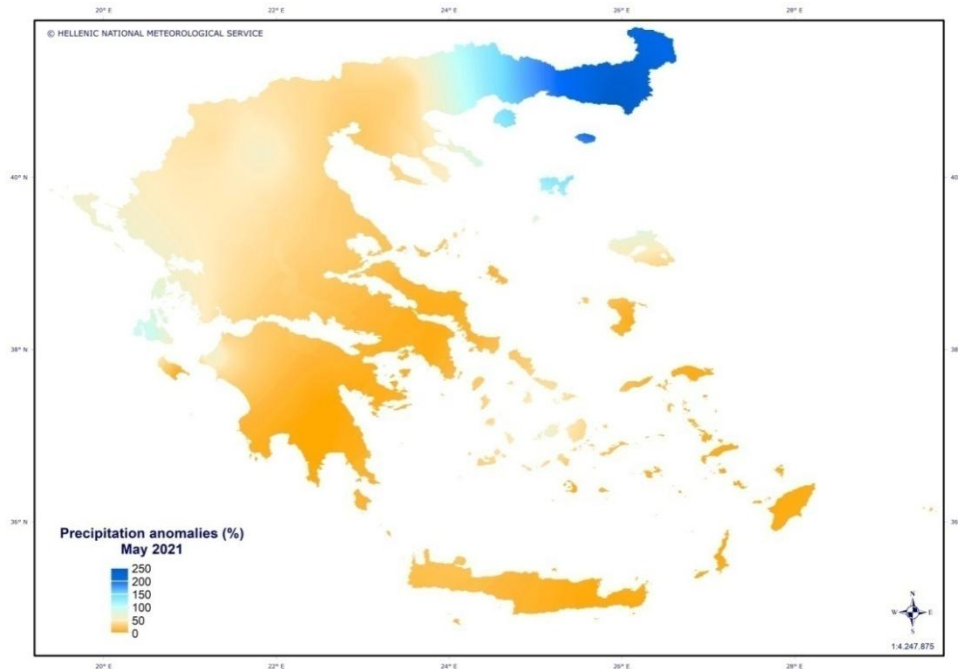 20° E 22° E 24° E 26° E 28° E
© HELLENIC NATIONAL METEOROLOGICAL SERVICE
40° N 40
38° N 38
36° N 36
Precipitation anomalies (%)
May 2021
250
200
150
100
50
0
N
W E
S
1:4.247.875
20° E 22° E 24° E 26° E 28° E